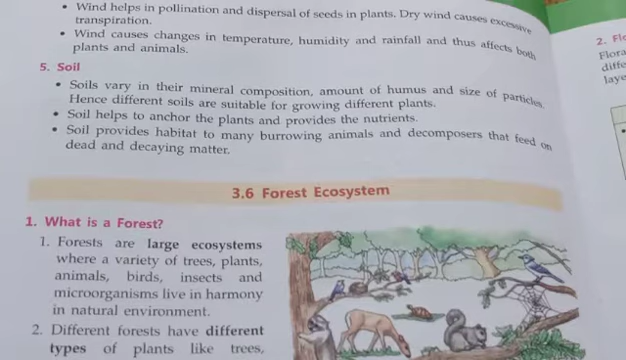 • Wind helps in pollination and dispersal of seeds in plants. Dry wind causes excessive
transpiration.
• Wind causes changes in temperature, humidity and rainfall and thus affects both
plants and animals.
5. Soil
• Soils vary in their mineral composition, amount of humus and size of particles.
Hence different soils are suitable for growing different plants.
• Soil helps to anchor the plants and provides the nutrients.
• Soil provides habitat to many burrowing animals and decomposers that feed on
dead and decaying matter.
3.6 Forest Ecosystem
1. What is a Forest?
1. Forests are large ecosystems
where a variety of trees, plants,
animals, birds, insects and
microorganisms live in harmony
in natural environment.
2. Different forests have different
types of plants like trees,
2. Flo
Flora
diffe
laye